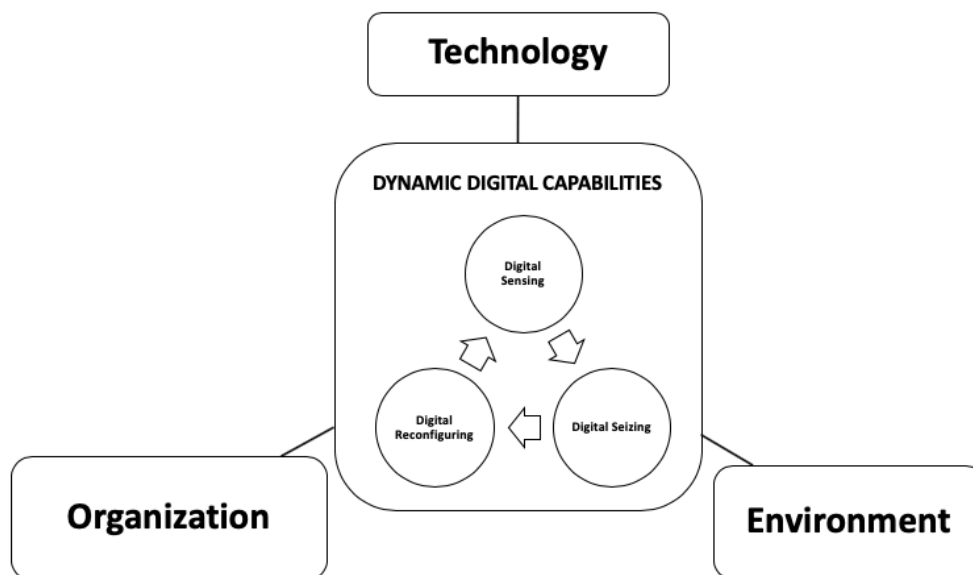 Technology
DYNAMIC DIGITAL CAPABILITIES
Digital
Sensing
Digital
Reconfiguring
Digital Seizing
Organization
Environment